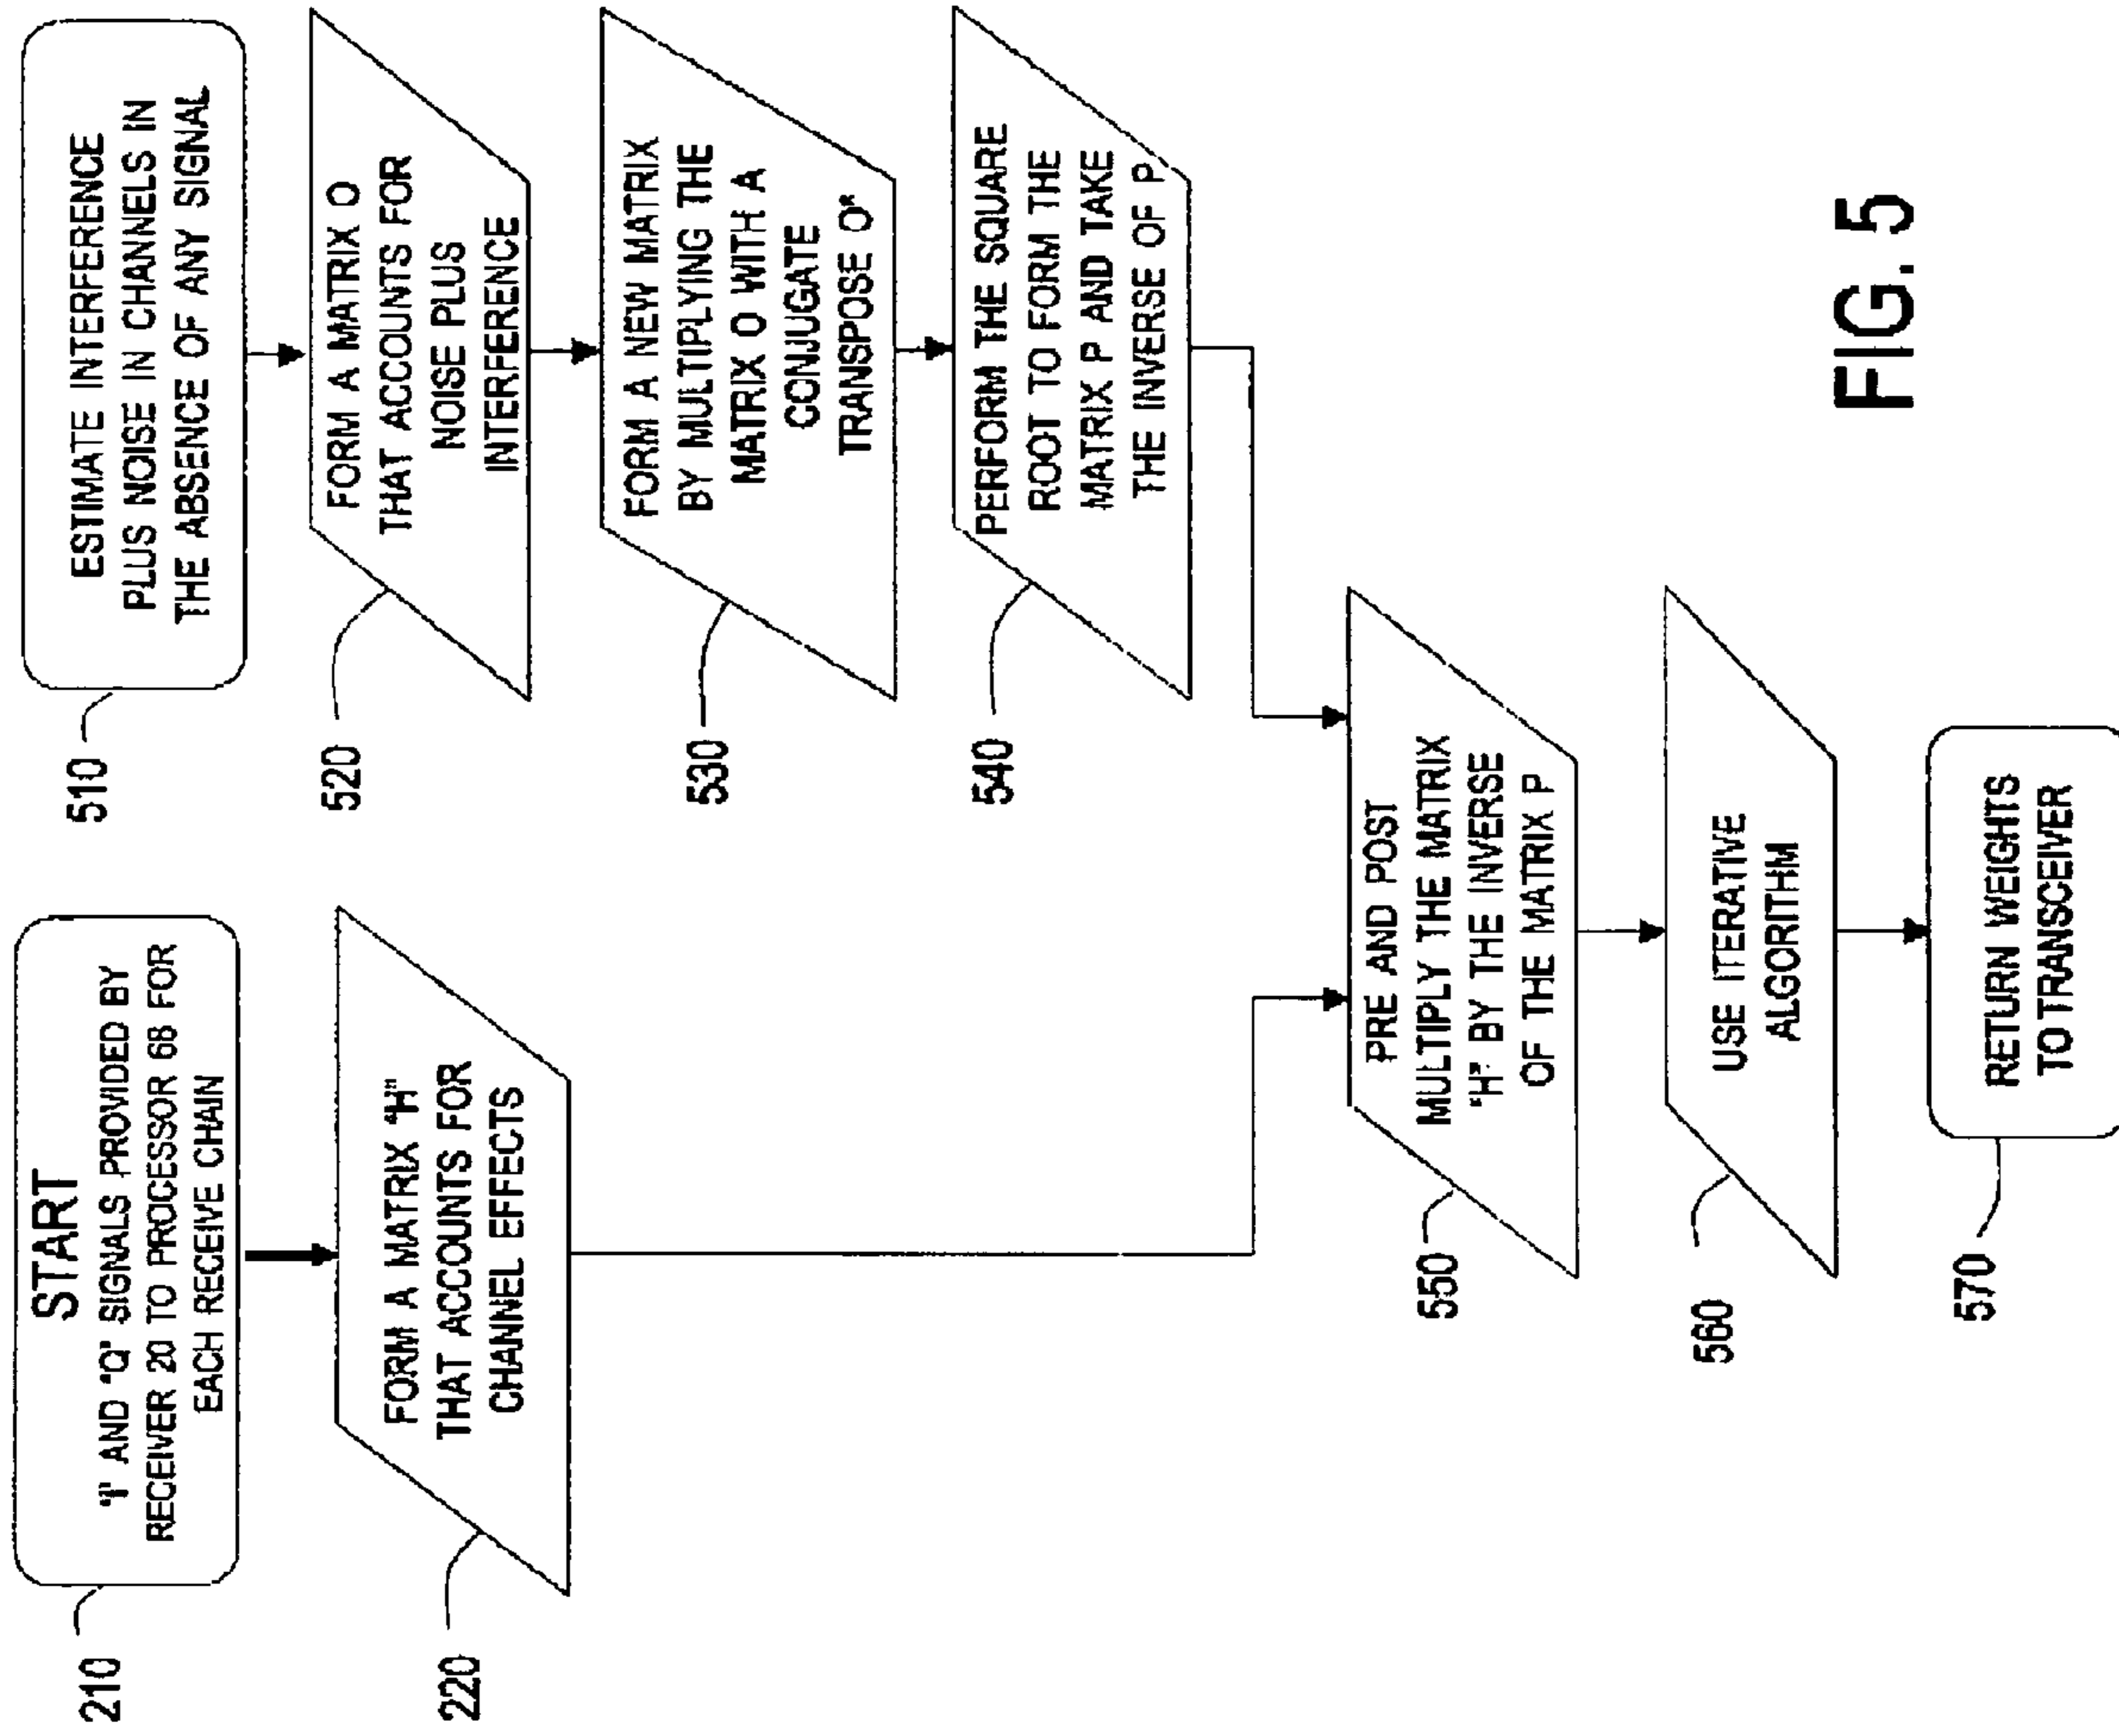 START
"I" AND "Q" SIGNALS PROVIDED BY
RECEIVER 20 TO PROCESSOR 68 FOR
EACH RECEIVE CHAIN
210
FORM A MATRIX "H"
THAT ACCOUNTS FOR
CHANNEL EFFECTS
220
ESTIMATE INTERFERENCE
PLUS NOISE IN CHANNELS IN
THE ABSENCE OF ANY SIGNAL
510
FORM A MATRIX O
THAT ACCOUNTS FOR
NOISE PLUS
INTERFERENCE
520
FORM A NEW MATRIX
BY MULTIPLYING THE
MATRIX O WITH A
CONJUGATE
TRANSPOSE O*
530
PERFORM THE SQUARE
ROOT TO FORM THE
MATRIX P AND TAKE
THE INVERSE OF P
540
PRE AND POST
MULTIPLY THE MATRIX
"H" BY THE INVERSE
OF THE MATRIX P
550
USE ITERATIVE
ALGORITHM
560
RETURN WEIGHTS
TO TRANSCEIVER
570
FIG. 5